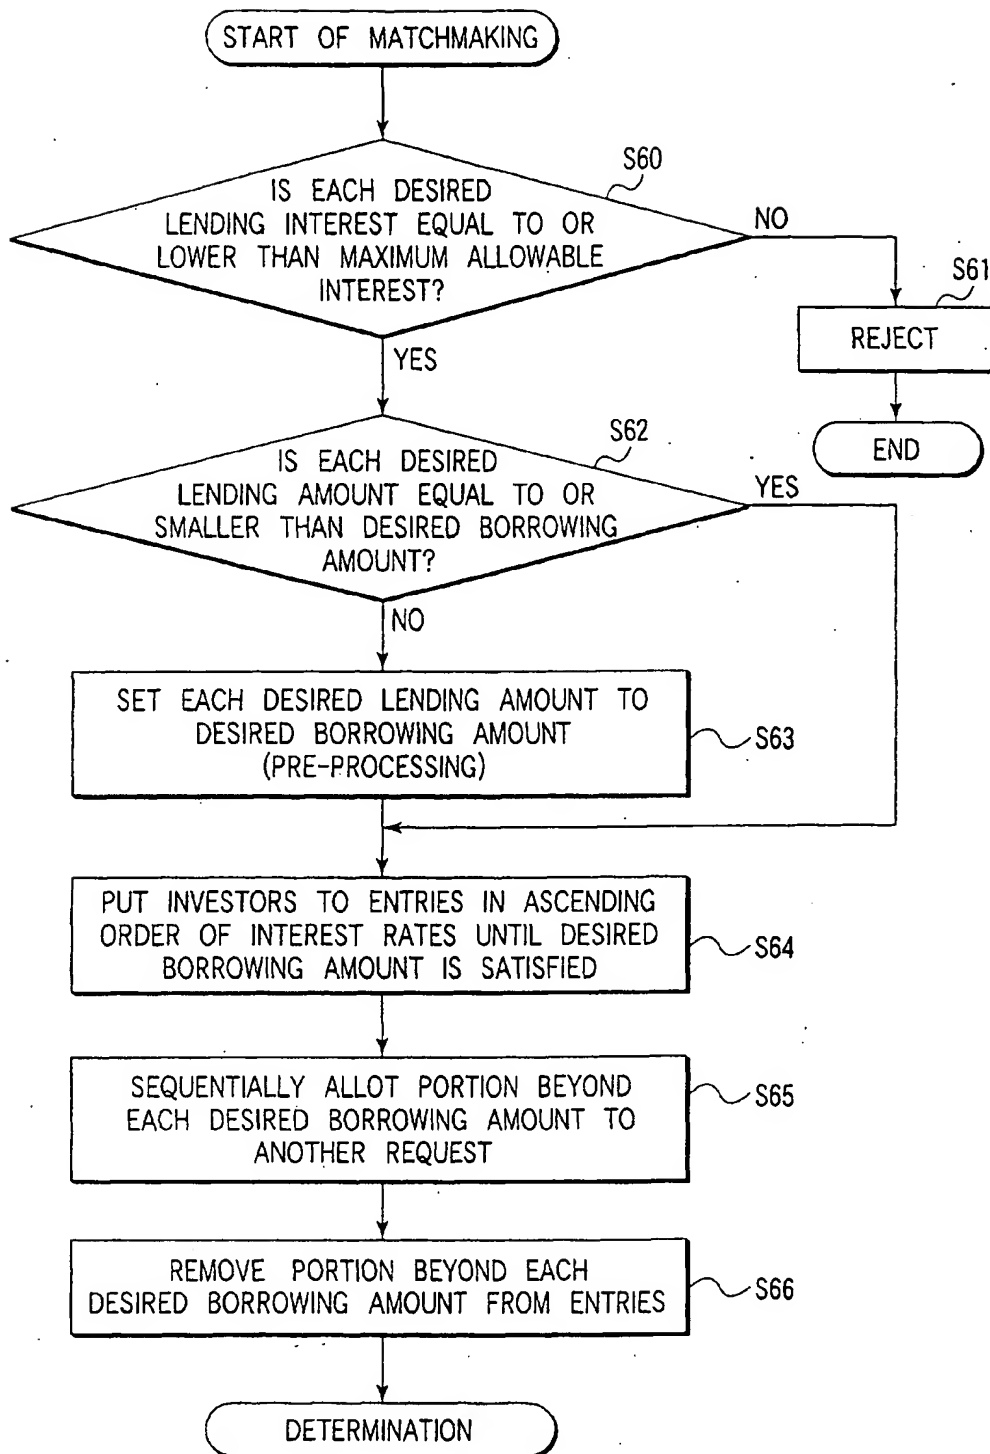 START OF MATCHMAKING
S60
IS EACH DESIRED
LENDING INTEREST EQUAL TO OR
LOWER THAN MAXIMUM ALLOWABLE
INTEREST?
NO
S61
REJECT
END
YES
S62
IS EACH DESIRED
LENDING AMOUNT EQUAL TO OR
SMALLER THAN DESIRED BORROWING
AMOUNT?
YES
NO
SET EACH DESIRED LENDING AMOUNT TO
DESIRED BORROWING AMOUNT
(PRE-PROCESSING)
S63
PUT INVESTORS TO ENTRIES IN ASCENDING
ORDER OF INTEREST RATES UNTIL DESIRED
BORROWING AMOUNT IS SATISFIED
S64
SEQUENTIALLY ALLOT PORTION BEYOND
EACH DESIRED BORROWING AMOUNT TO
ANOTHER REQUEST
S65
REMOVE PORTION BEYOND EACH
DESIRED BORROWING AMOUNT FROM ENTRIES
S66
DETERMINATION